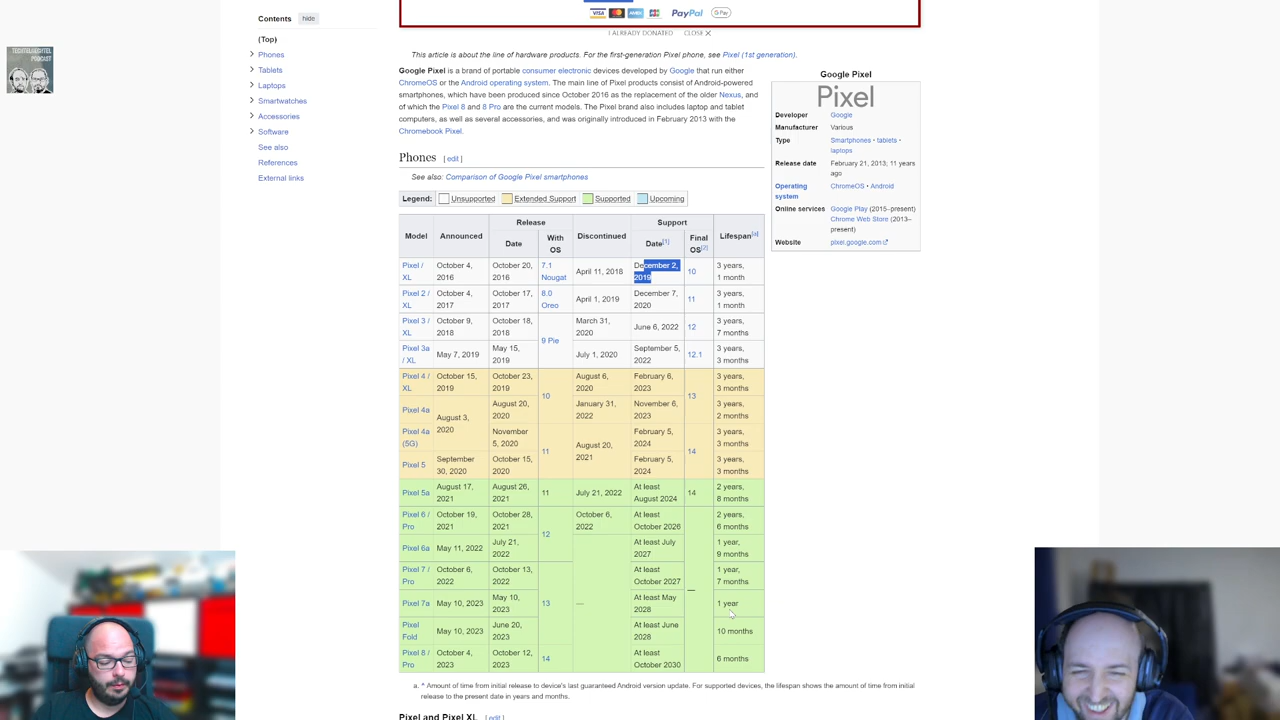 TECHTELMECHTEL
PODCAST
Contents hide
(Top)
Phones
Tablets
Laptops
Smartwatches
Accessories
Software
See also
References
External links
VISA MasterCard AMEX JCB PayPal G Pay
I ALREADY DONATED CLOSE
This article is about the line of hardware products. For the first-generation Pixel phone, see Pixel (1st generation).
Google Pixel is a brand of portable consumer electronic devices developed by Google that run either
ChromeOS or the Android operating system. The main line of Pixel products consist of Android-powered
smartphones, which have been produced since October 2016 as the replacement of the older Nexus, and
of which the Pixel 8 and 8 Pro are the current models. The Pixel brand also includes laptop and tablet
computers, as well as several accessories, and was originally introduced in February 2013 with the
Chromebook Pixel.
Google Pixel
Pixel
Developer Google
Manufacturer Various
Type Smartphones • tablets •
laptops
Release date February 21, 2013; 11 years
ago
Operating ChromeOS • Android
system
Online services Google Play (2015–present)
Chrome Web Store (2013–
present)
Website pixel.google.com
Phones [ edit ]
See also: Comparison of Google Pixel smartphones
Legend: Unsupported Extended Support Supported Upcoming
Model Announced Release Discontinued Support Lifespan[a]
Date With OS Date[1] Final OS[2]
Pixel / XL October 4, 2016 October 20, 2016 7.1 Nougat April 11, 2018 December 2, 2019 10 3 years, 1 month
Pixel 2 / XL October 4, 2017 October 17, 2017 8.0 Oreo April 1, 2019 December 7, 2020 11 3 years, 1 month
Pixel 3 / XL October 9, 2018 October 18, 2018 9 Pie March 31, 2020 June 6, 2022 12 3 years, 7 months
Pixel 3a / XL May 7, 2019 May 15, 2019 July 1, 2020 September 5, 2022 12.1 3 years, 3 months
Pixel 4 / XL October 15, 2019 October 23, 2019 10 August 6, 2020 February 6, 2023 13 3 years, 3 months
Pixel 4a August 3, 2020 August 20, 2020 January 31, 2022 November 6, 2023 3 years, 2 months
Pixel 4a (5G) November 5, 2020 11 August 20, 2021 February 5, 2024 14 3 years, 3 months
Pixel 5 September 30, 2020 October 15, 2020 February 5, 2024 3 years, 3 months
Pixel 5a August 17, 2021 August 26, 2021 11 July 21, 2022 At least August 2024 14 2 years, 8 months
Pixel 6 / Pro October 19, 2021 October 28, 2021 12 October 6, 2022 At least October 2026 — 2 years, 6 months
Pixel 6a May 11, 2022 July 21, 2022 — At least July 2027 1 year, 9 months
Pixel 7 / Pro October 6, 2022 October 13, 2022 13 At least October 2027 1 year, 7 months
Pixel 7a May 10, 2023 May 10, 2023 At least May 2028 1 year
Pixel Fold May 10, 2023 June 20, 2023 At least June 2028 10 months
Pixel 8 / Pro October 4, 2023 October 12, 2023 14 At least October 2030 6 months
a. ^ Amount of time from initial release to device's last guaranteed Android version update. For supported devices, the lifespan shows the amount of time from initial
release to the present date in years and months.
Pixel and Pixel XL [ edit ]